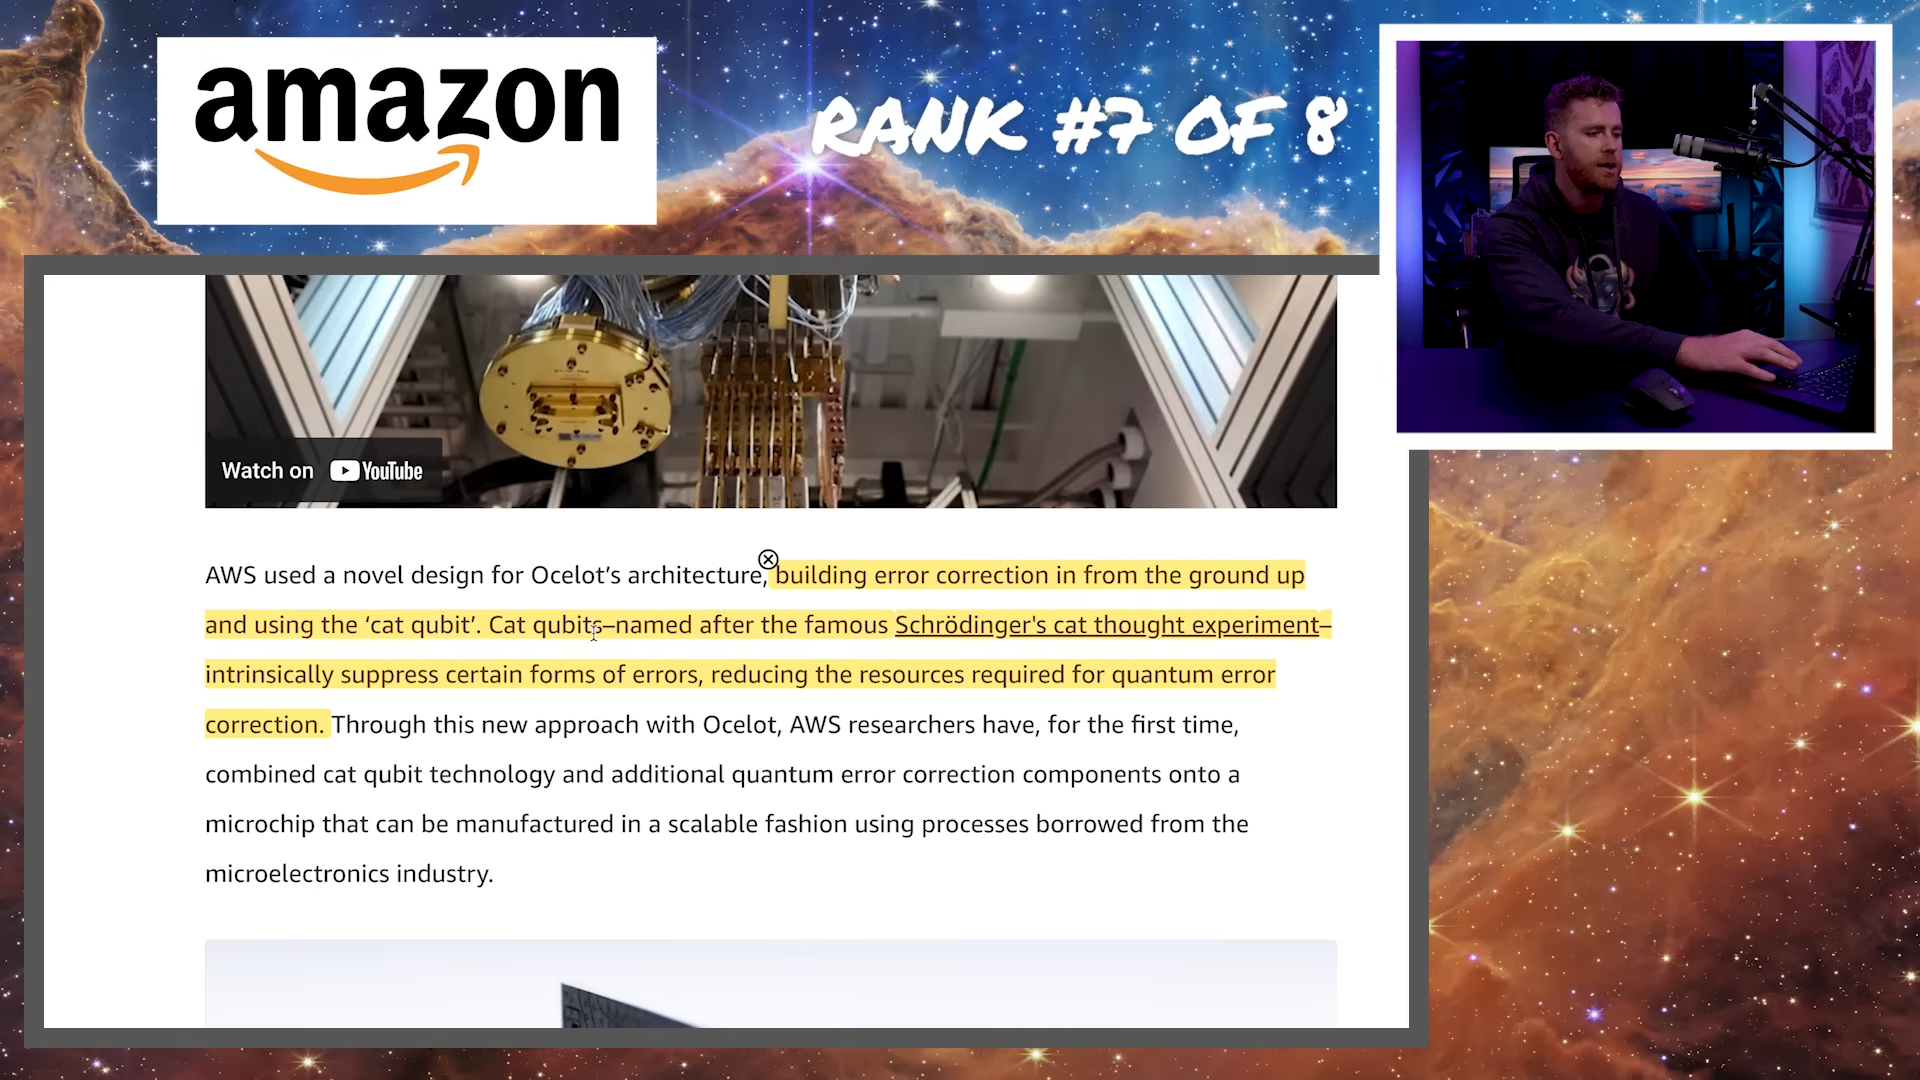 amazon
RANK #7 OF 8
Watch on YouTube
AWS used a novel design for Ocelot’s architecture, building error correction in from the ground up
and using the ‘cat qubit’. Cat qubits–named after the famous Schrödinger's cat thought experiment–
intrinsically suppress certain forms of errors, reducing the resources required for quantum error
correction. Through this new approach with Ocelot, AWS researchers have, for the first time,
combined cat qubit technology and additional quantum error correction components onto a
microchip that can be manufactured in a scalable fashion using processes borrowed from the
microelectronics industry.